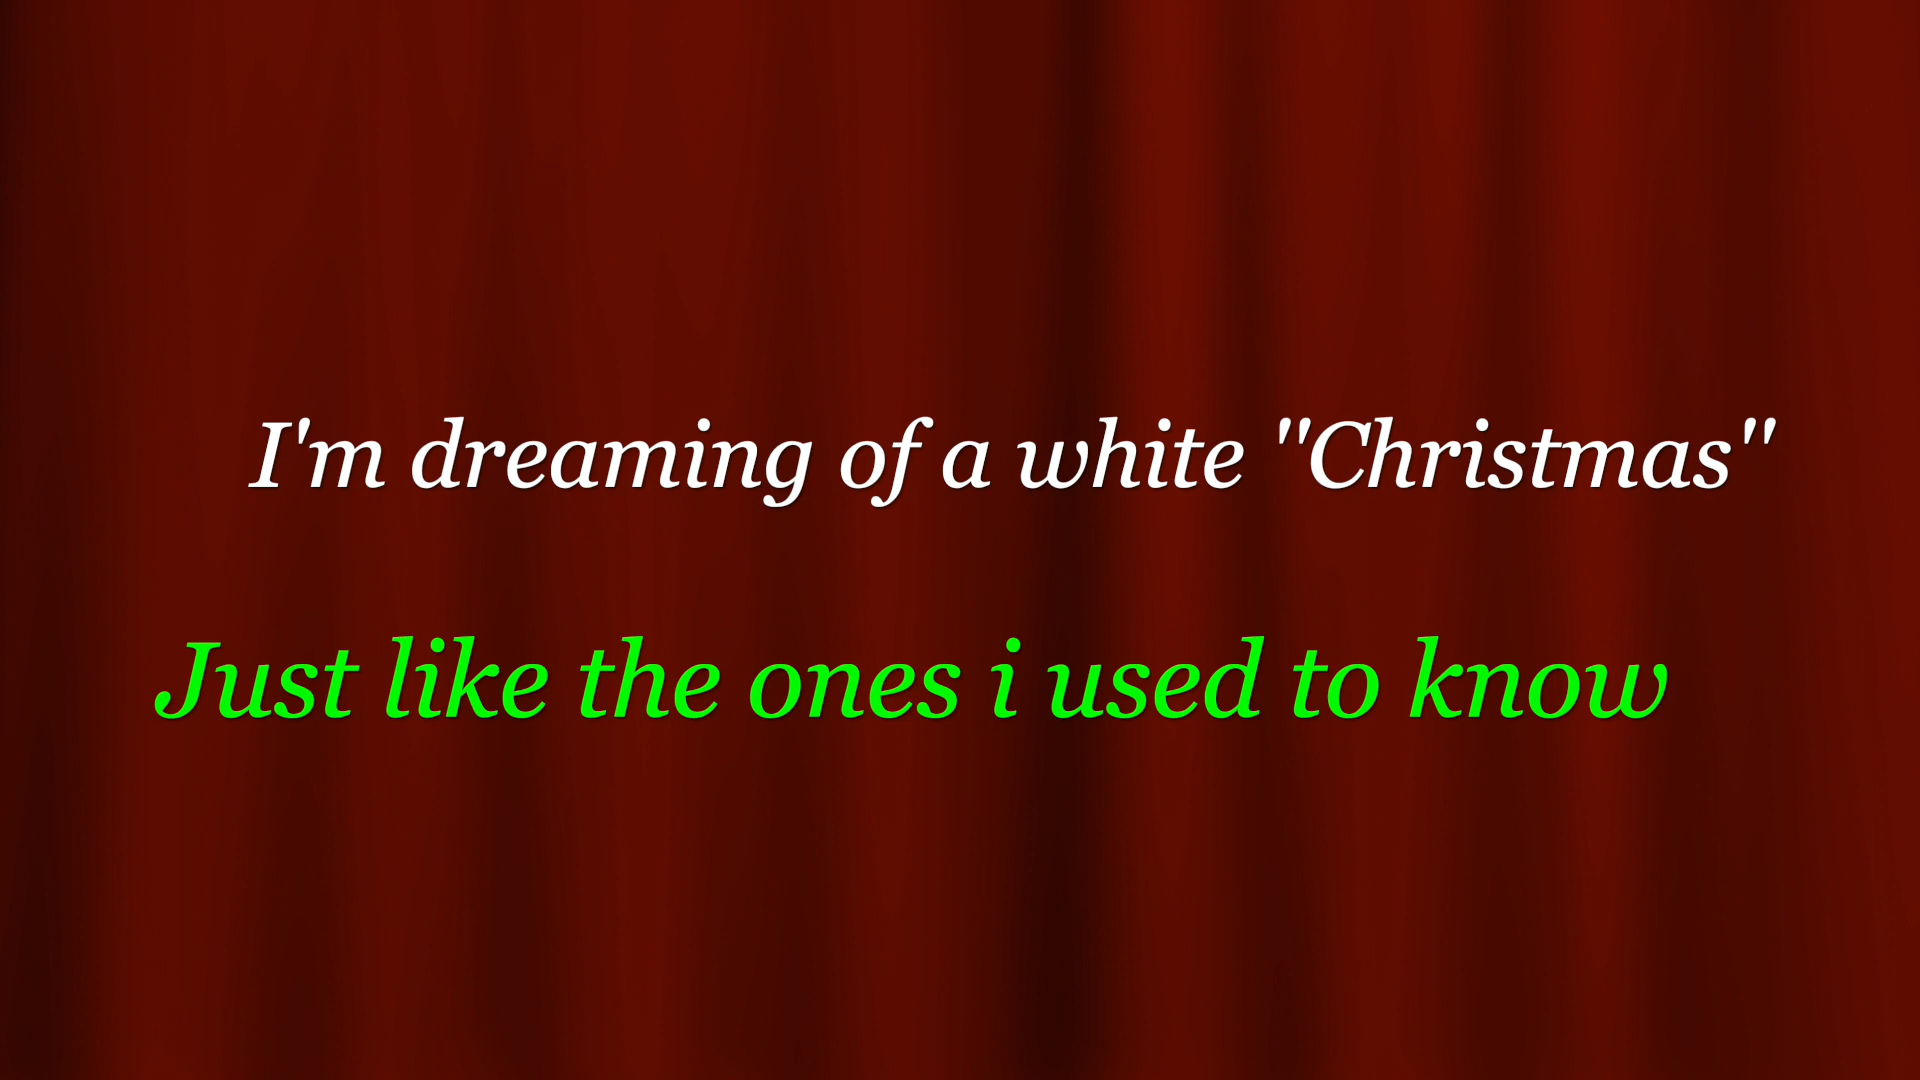 I'm dreaming of a white "Christmas"
Just like the ones i used to know